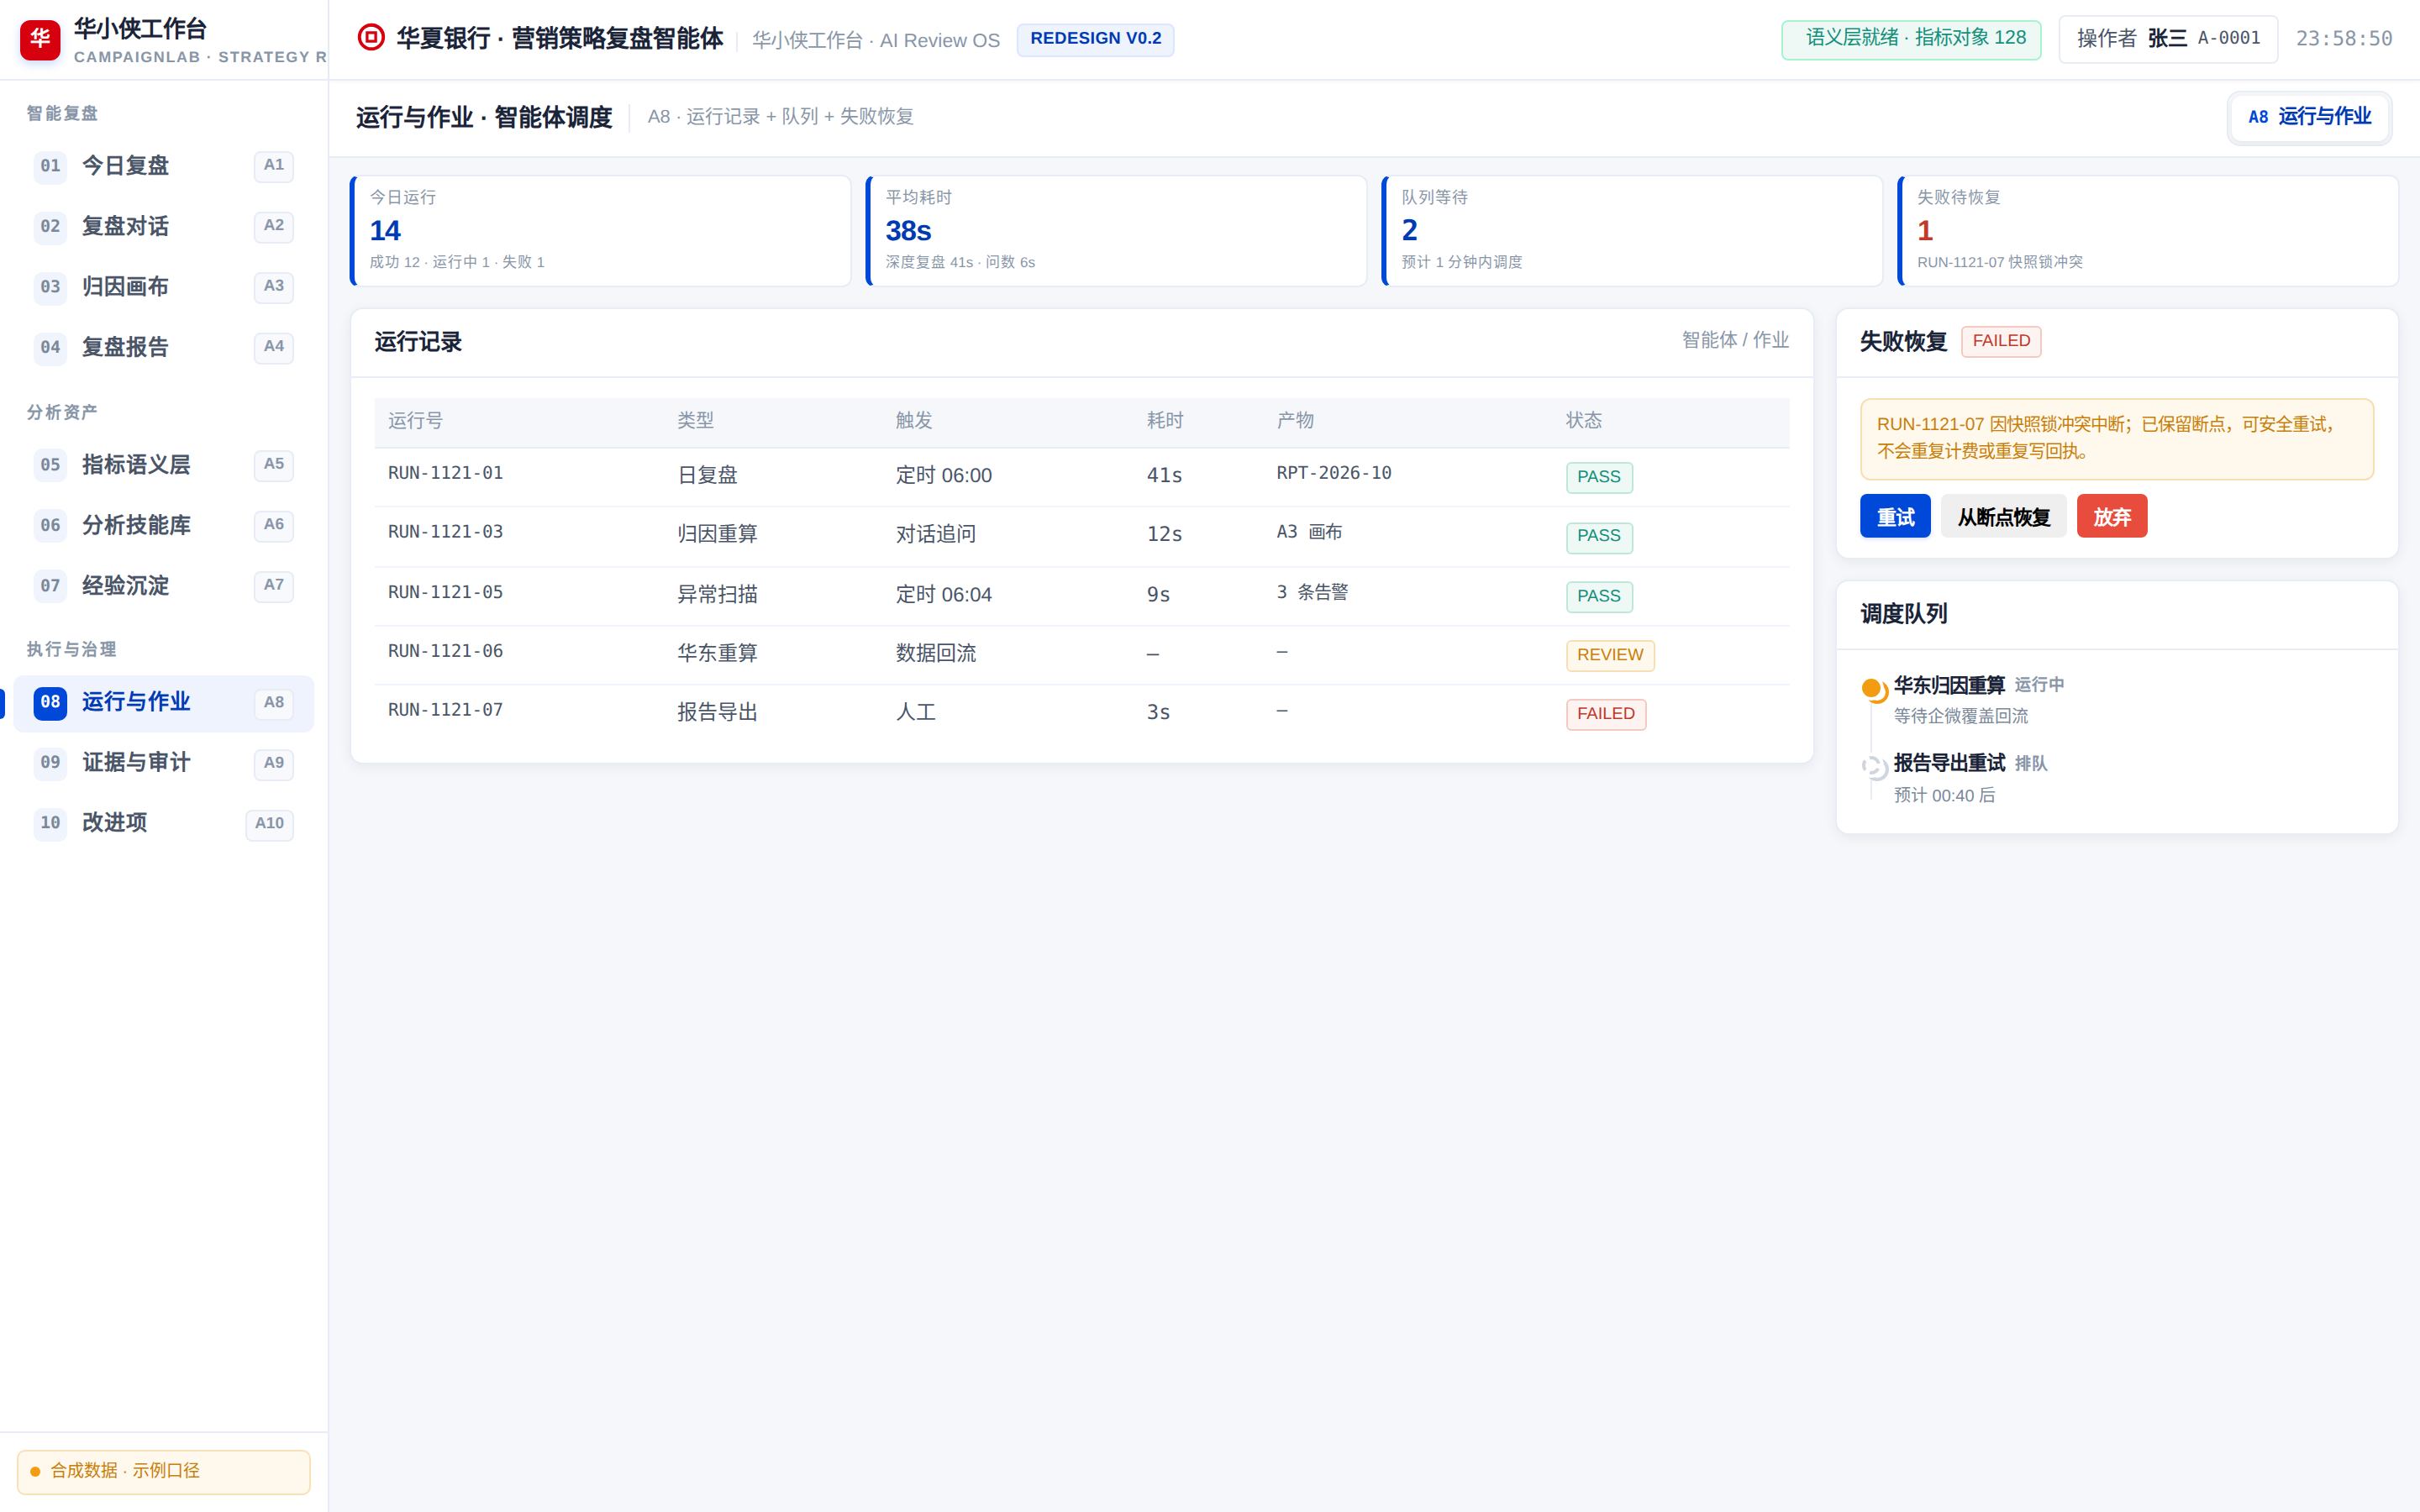 华
华小侠工作台
CAMPAIGNLAB · STRATEGY R
华夏银行 · 营销策略复盘智能体
华小侠工作台 · AI Review OS
REDESIGN V0.2
语义层就绪 · 指标对象 128
操作者 张三 A-0001
23:58:50
智能复盘
01 今日复盘 A1
02 复盘对话 A2
03 归因画布 A3
04 复盘报告 A4
分析资产
05 指标语义层 A5
06 分析技能库 A6
07 经验沉淀 A7
执行与治理
08 运行与作业 A8
09 证据与审计 A9
10 改进项 A10
合成数据 · 示例口径
运行与作业 · 智能体调度
A8 · 运行记录 + 队列 + 失败恢复
A8 运行与作业
今日运行
14
成功 12 · 运行中 1 · 失败 1
平均耗时
38s
深度复盘 41s · 问数 6s
队列等待
2
预计 1 分钟内调度
失败待恢复
1
RUN-1121-07 快照锁冲突
运行记录
智能体 / 作业
运行号 类型 触发 耗时 产物 状态
RUN-1121-01 日复盘 定时 06:00 41s RPT-2026-10 PASS
RUN-1121-03 归因重算 对话追问 12s A3 画布 PASS
RUN-1121-05 异常扫描 定时 06:04 9s 3 条告警 PASS
RUN-1121-06 华东重算 数据回流 — — REVIEW
RUN-1121-07 报告导出 人工 3s — FAILED
失败恢复 FAILED
RUN-1121-07 因快照锁冲突中断；已保留断点，可安全重试，
不会重复计费或重复写回执。
重试 从断点恢复 放弃
调度队列
华东归因重算 运行中
等待企微覆盖回流
报告导出重试 排队
预计 00:40 后